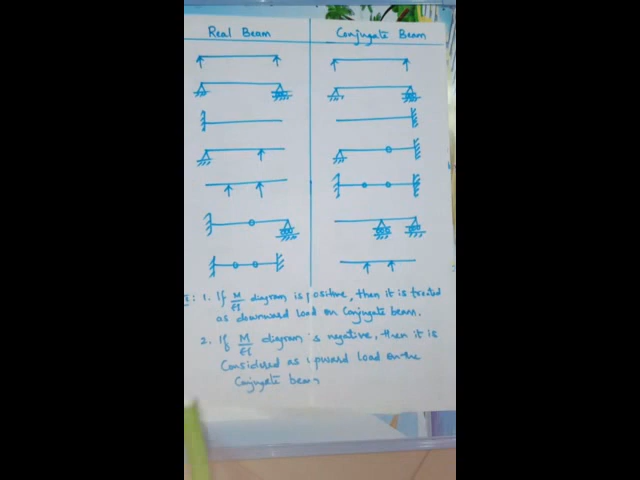 Real Beam
Conjugate Beam
1. If M/EI diagram is positive, then it is treated
as downward load on Conjugate beam.
2. If M/EI diagram is negative, then it is
Considered as upward load on the
Conjugate beam